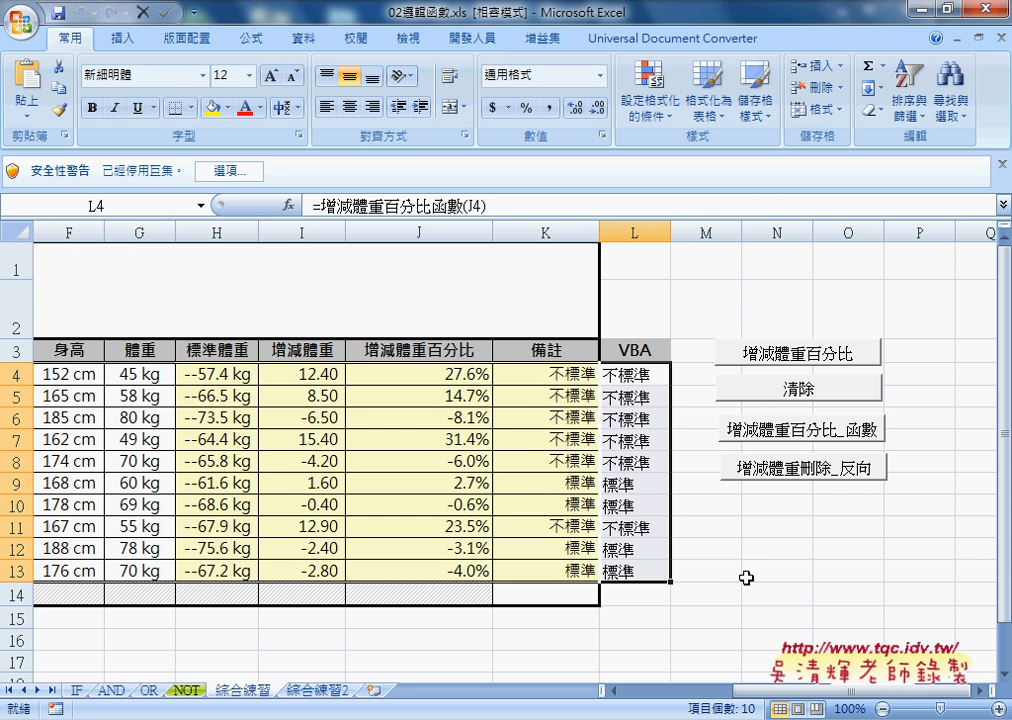 02邏輯函數.xls [相容模式] - Microsoft Excel
常用 插入 版面配置 公式 資料 校閱 檢視 開發人員 增益集 Universal Document Converter
新細明體 12 通用格式
貼上 設定格式化的條件 格式化為表格 儲存格樣式 插入 刪除 格式 排序與篩選 尋找與選取
剪貼簿 字型 對齊方式 數值 樣式 儲存格 編輯
安全性警告 已經停用巨集。 選項...
L4 =增減體重百分比函數(J4)
F G H I J K L M N O P Q
1
2
3 身高 體重 標準體重 增減體重 增減體重百分比 備註 VBA 增減體重百分比
4 152 cm 45 kg --57.4 kg 12.40 27.6% 不標準 不標準
清除
5 165 cm 58 kg --66.5 kg 8.50 14.7% 不標準 不標準
6 185 cm 80 kg --73.5 kg -6.50 -8.1% 不標準 不標準
增減體重百分比_函數
7 162 cm 49 kg --64.4 kg 15.40 31.4% 不標準 不標準
8 174 cm 70 kg --65.8 kg -4.20 -6.0% 不標準 不標準
增減體重刪除_反向
9 168 cm 60 kg --61.6 kg 1.60 2.7% 標準 標準
10 178 cm 69 kg --68.6 kg -0.40 -0.6% 標準 標準
11 167 cm 55 kg --67.9 kg 12.90 23.5% 不標準 不標準
12 188 cm 78 kg --75.6 kg -2.40 -3.1% 標準 標準
13 176 cm 70 kg --67.2 kg -2.80 -4.0% 標準 標準
14
15
16
17
http://www.tqc.idv.tw/
吳清輝老師錄製
IF AND OR NOT 綜合練習 綜合練習2
就緒 項目個數: 10 100%